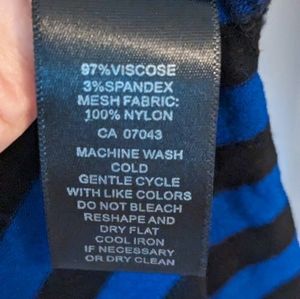 97%VISCOSE
3%SPANDEX
MESH FABRIC:
100% NYLON
CA 07043
MACHINE WASH
COLD
GENTLE CYCLE
WITH LIKE COLORS
DO NOT BLEACH
RESHAPE AND
DRY FLAT
COOL IRON
IF NECESSARY
OR DRY CLEAN